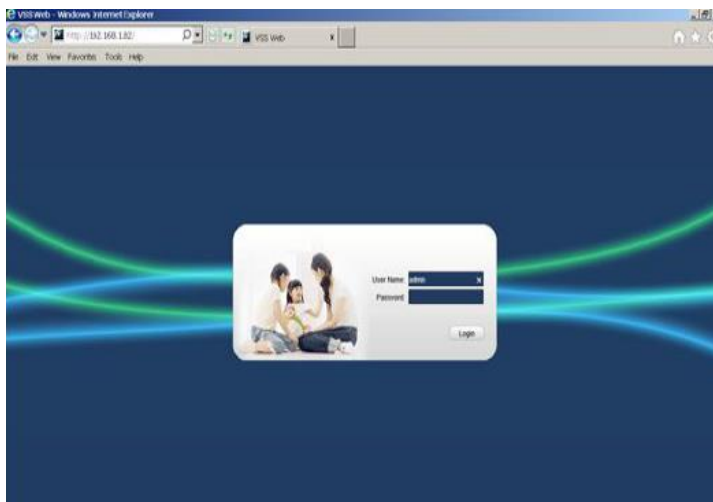 VSS Web - Windows Internet Explorer
http://192.168.1.82/
VSS Web
File Edit View Favorites Tools Help
User Name admin
Password
Login